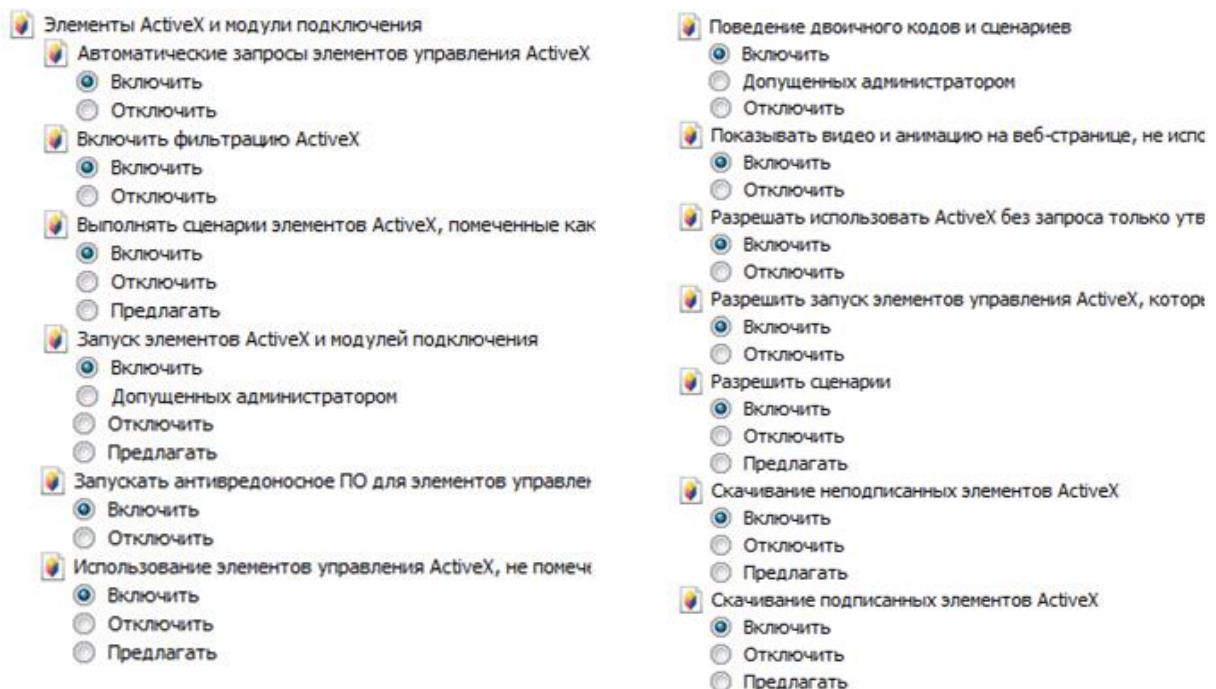 Элементы ActiveX и модули подключения
Автоматические запросы элементов управления ActiveX
Включить
Отключить
Включить фильтрацию ActiveX
Включить
Отключить
Выполнять сценарии элементов ActiveX, помеченные как
Включить
Отключить
Предлагать
Запуск элементов ActiveX и модулей подключения
Включить
Допущенных администратором
Отключить
Предлагать
Запускать антивредоносное ПО для элементов управлен
Включить
Отключить
Использование элементов управления ActiveX, не помече
Включить
Отключить
Предлагать
Поведение двоичного кодов и сценариев
Включить
Допущенных администратором
Отключить
Показывать видео и анимацию на веб-странице, не испо
Включить
Отключить
Разрешать использовать ActiveX без запроса только утв
Включить
Отключить
Разрешить запуск элементов управления ActiveX, которы
Включить
Отключить
Разрешить сценарии
Включить
Отключить
Предлагать
Скачивание неподписанных элементов ActiveX
Включить
Отключить
Предлагать
Скачивание подписанных элементов ActiveX
Включить
Отключить
Предлагать